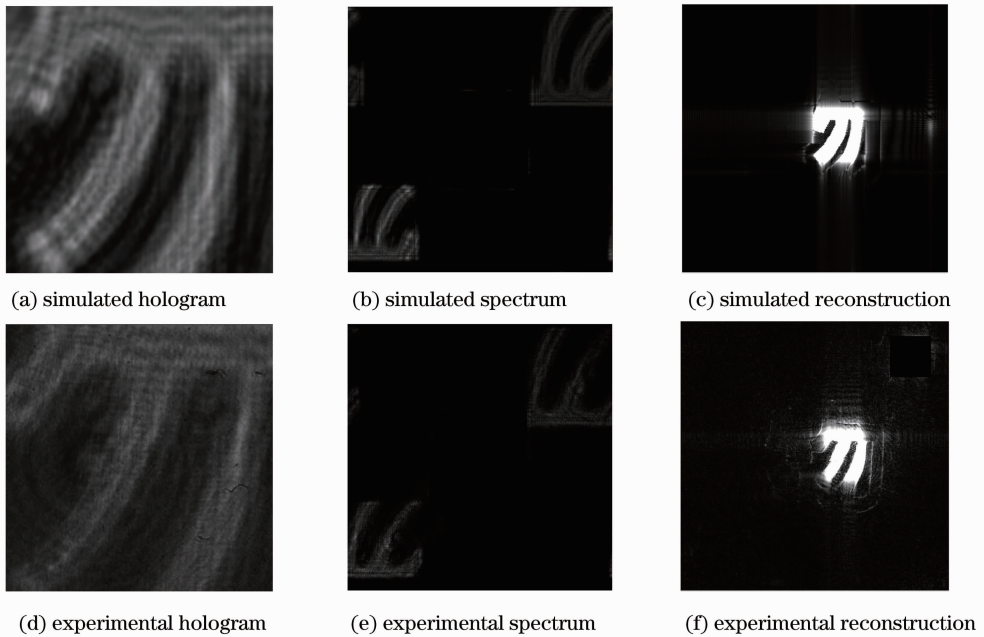 (a) simulated hologram
(b) simulated spectrum
(c) simulated reconstruction
(d) experimental hologram
(e) experimental spectrum
(f) experimental reconstruction